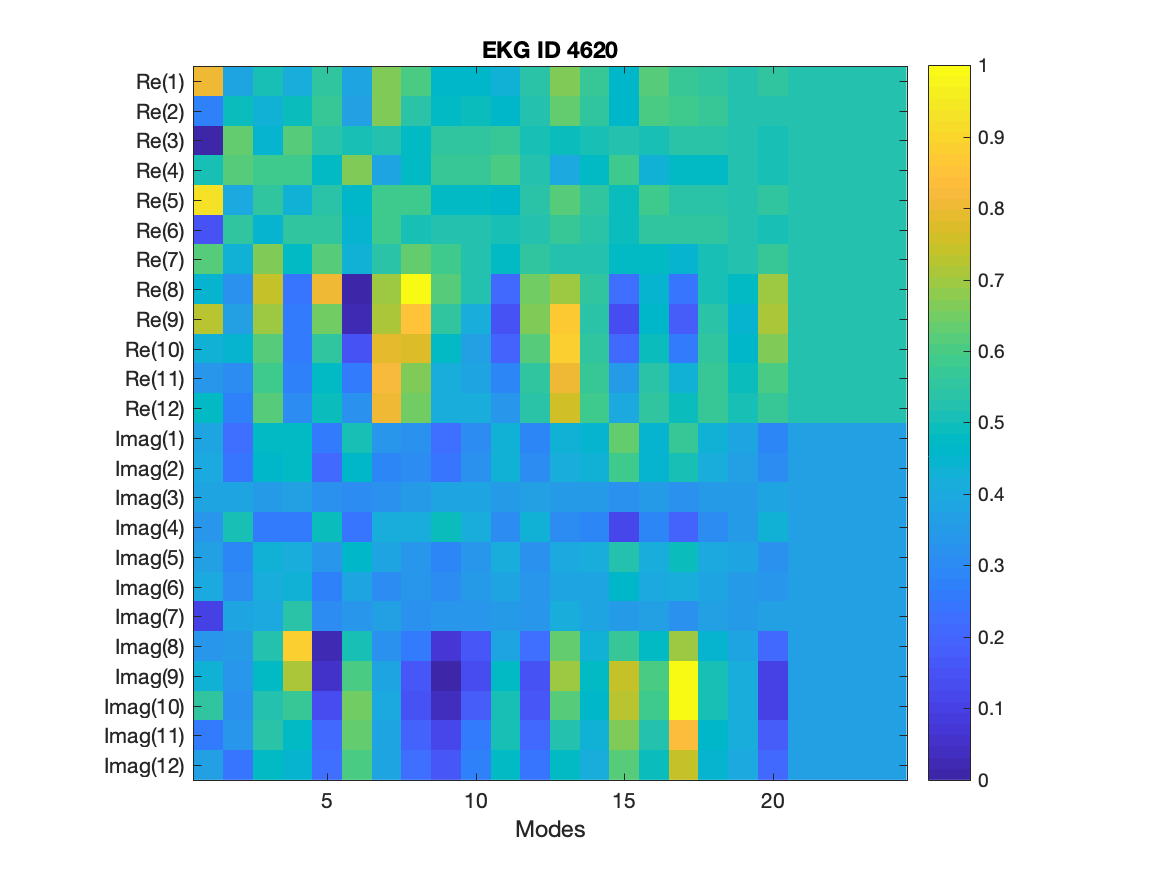 EKG ID 4620
Re(1)
Re(2)
Re(3)
Re(4)
Re(5)
Re(6)
Re(7)
Re(8)
Re(9)
Re(10)
Re(11)
Re(12)
Imag(1)
Imag(2)
Imag(3)
Imag(4)
Imag(5)
Imag(6)
Imag(7)
Imag(8)
Imag(9)
Imag(10)
Imag(11)
Imag(12)
5 10 15 20
Modes
1
0.9
0.8
0.7
0.6
0.5
0.4
0.3
0.2
0.1
0